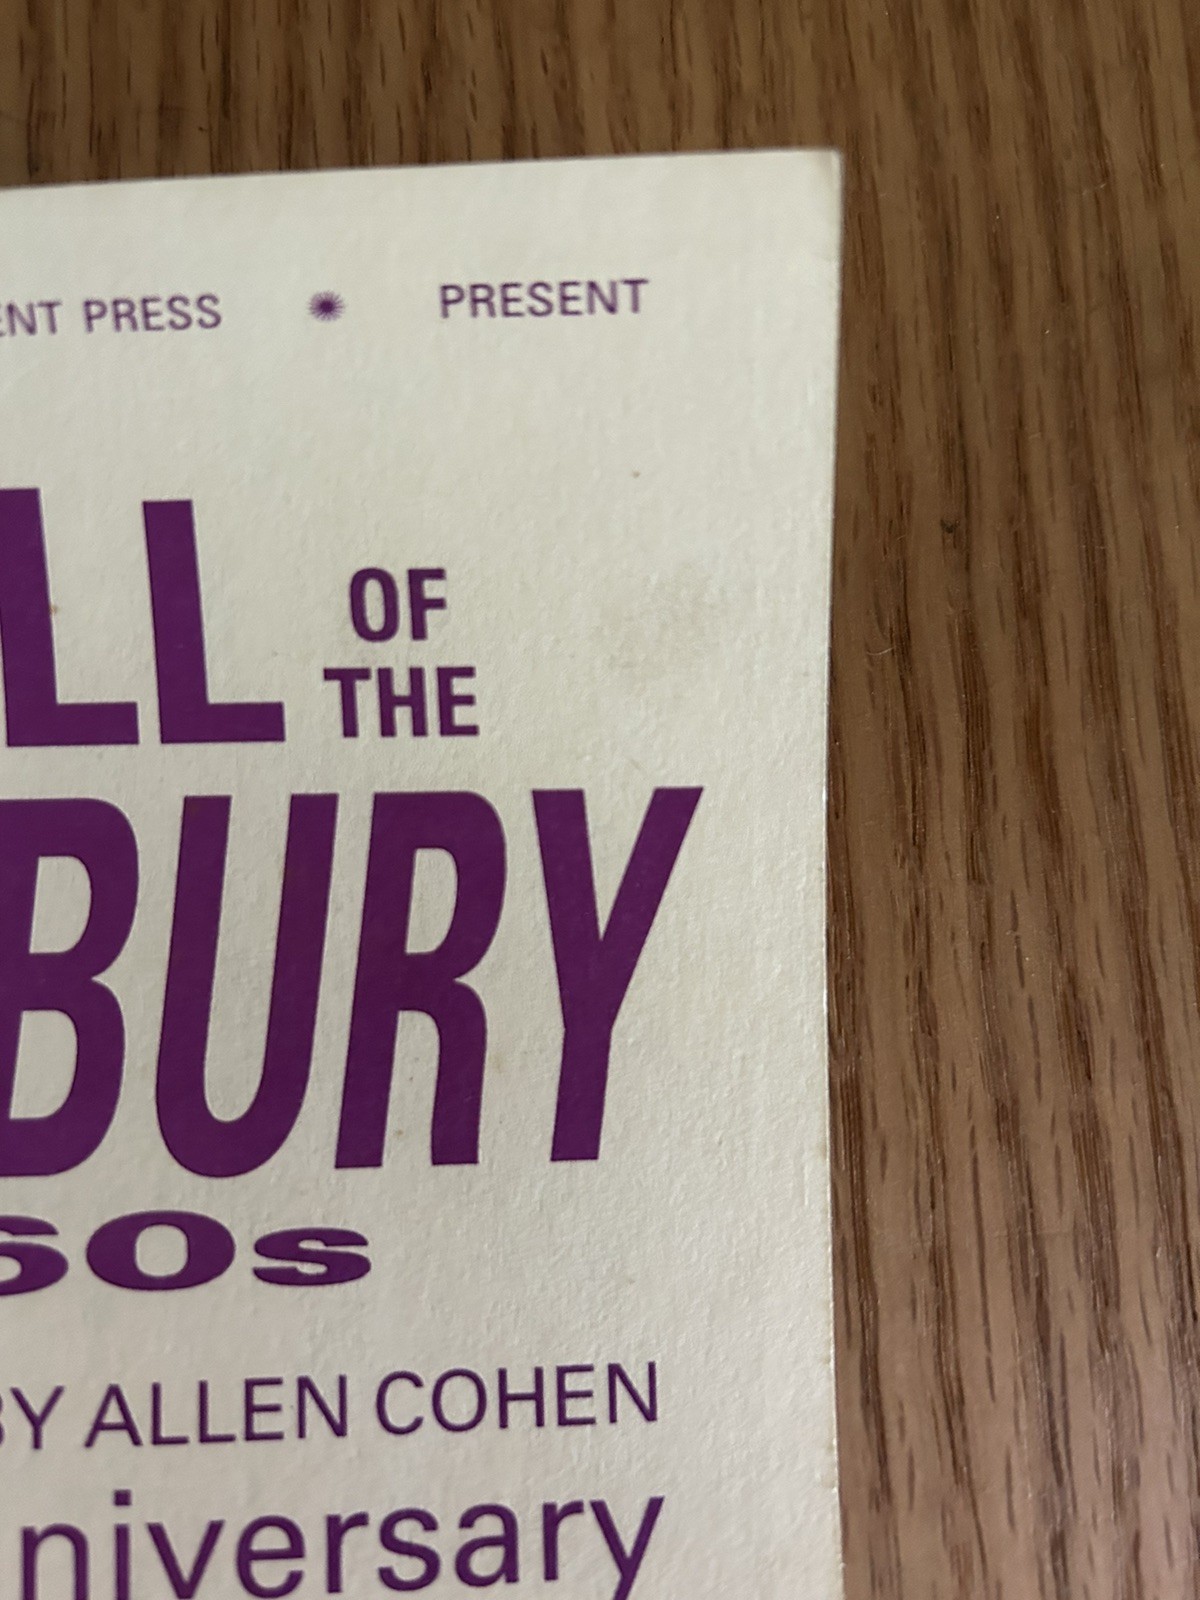 ENT PRESS ✺ PRESENT
LL OF
THE
BURY
60s
BY ALLEN COHEN
niversary